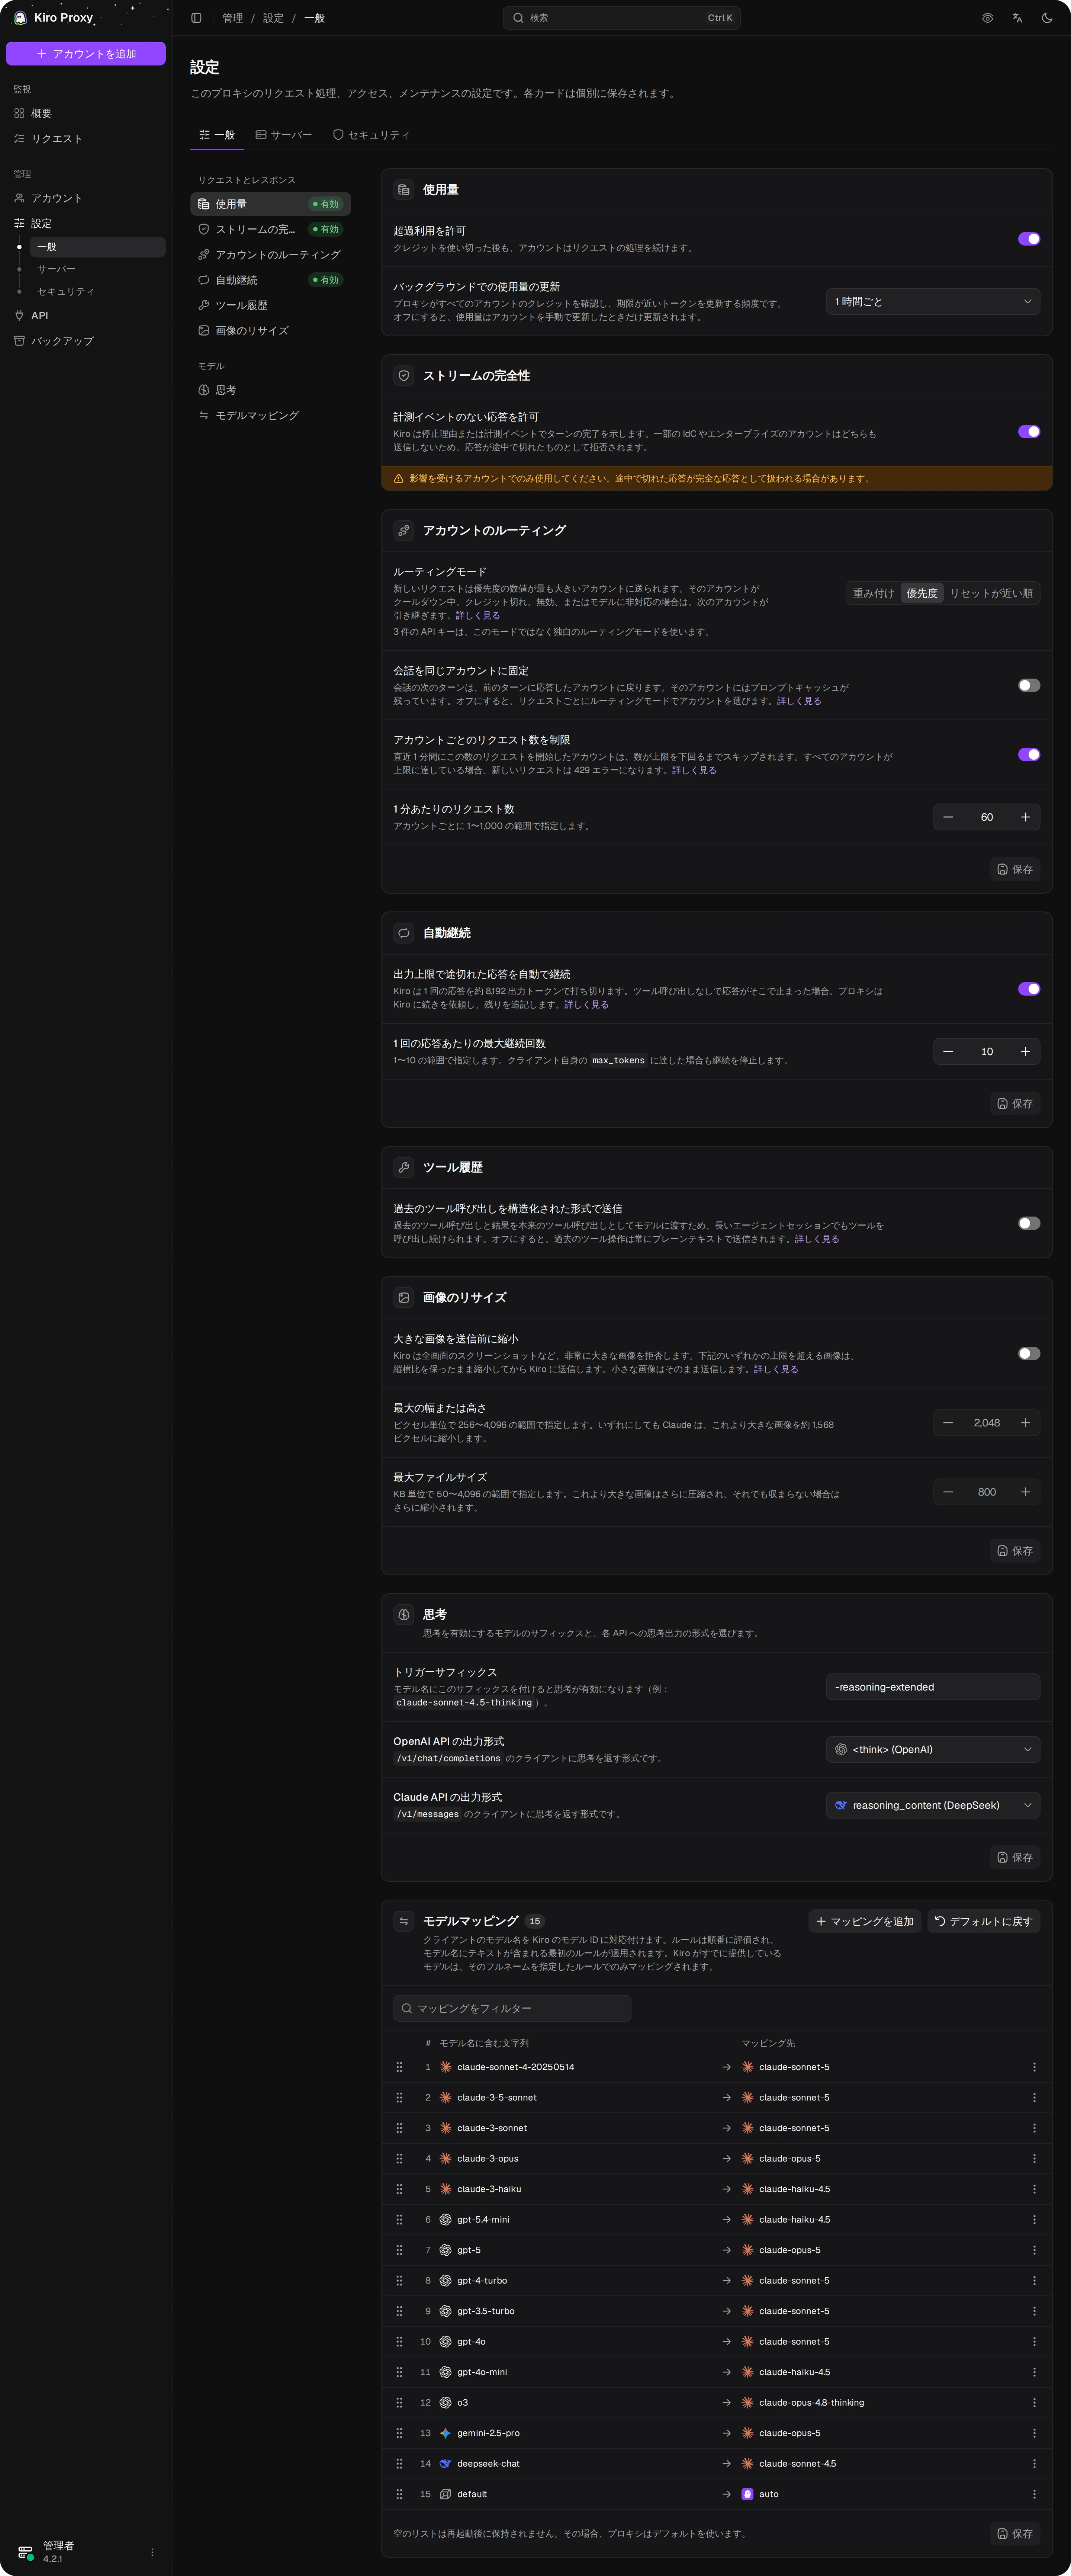 Kiro Proxy
管理 / 設定 / 一般
検索
Ctrl K
アカウントを追加
監視
概要
リクエスト
管理
アカウント
設定
一般
サーバー
セキュリティ
API
バックアップ
設定
このプロキシのリクエスト処理、アクセス、メンテナンスの設定です。各カードは個別に保存されます。
一般
サーバー
セキュリティ
リクエストとレスポンス
使用量
有効
ストリームの完...
有効
アカウントのルーティング
自動継続
有効
ツール履歴
画像のリサイズ
モデル
思考
モデルマッピング
使用量
超過利用を許可
クレジットを使い切った後も、アカウントはリクエストの処理を続けます。
バックグラウンドでの使用量の更新
プロキシがすべてのアカウントのクレジットを確認し、期限が近いトークンを更新する頻度です。
オフにすると、使用量はアカウントを手動で更新したときだけ更新されます。
1 時間ごと
ストリームの完全性
計測イベントのない応答を許可
Kiro は停止理由または計測イベントでターンの完了を示します。一部の IdC やエンタープライズのアカウントはどちらも
送信しないため、応答が途中で切れたものとして拒否されます。
影響を受けるアカウントでのみ使用してください。途中で切れた応答が完全な応答として扱われる場合があります。
アカウントのルーティング
ルーティングモード
新しいリクエストは優先度の数値が最も大きいアカウントに送られます。そのアカウントが
クールダウン中、クレジット切れ、無効、またはモデルに非対応の場合は、次のアカウントが
引き継ぎます。詳しく見る
3 件の API キーは、このモードではなく独自のルーティングモードを使います。
重み付け
優先度
リセットが近い順
会話を同じアカウントに固定
会話の次のターンは、前のターンに応答したアカウントに戻ります。そのアカウントにはプロンプトキャッシュが
残っています。オフにすると、リクエストごとにルーティングモードでアカウントを選びます。詳しく見る
アカウントごとのリクエスト数を制限
直近 1 分間にこの数のリクエストを開始したアカウントは、数が上限を下回るまでスキップされます。すべてのアカウントが
上限に達している場合、新しいリクエストは 429 エラーになります。詳しく見る
1 分あたりのリクエスト数
アカウントごとに 1〜1,000 の範囲で指定します。
60
保存
自動継続
出力上限で途切れた応答を自動で継続
Kiro は 1 回の応答を約 8,192 出力トークンで打ち切ります。ツール呼び出しなしで応答がそこで止まった場合、プロキシは
Kiro に続きを依頼し、残りを追記します。詳しく見る
1 回の応答あたりの最大継続回数
1〜10 の範囲で指定します。クライアント自身の max_tokens に達した場合も継続を停止します。
10
保存
ツール履歴
過去のツール呼び出しを構造化された形式で送信
過去のツール呼び出しと結果を本来のツール呼び出しとしてモデルに渡すため、長いエージェントセッションでもツールを
呼び出し続けられます。オフにすると、過去のツール操作は常にプレーンテキストで送信されます。詳しく見る
画像のリサイズ
大きな画像を送信前に縮小
Kiro は全画面のスクリーンショットなど、非常に大きな画像を拒否します。下記のいずれかの上限を超える画像は、
縦横比を保ったまま縮小してから Kiro に送信します。小さな画像はそのまま送信します。詳しく見る
最大の幅または高さ
ピクセル単位で 256〜4,096 の範囲で指定します。いずれにしても Claude は、これより大きな画像を約 1,568
ピクセルに縮小します。
2,048
最大ファイルサイズ
KB 単位で 50〜4,096 の範囲で指定します。これより大きな画像はさらに圧縮され、それでも収まらない場合は
さらに縮小されます。
800
保存
思考
思考を有効にするモデルのサフィックスと、各 API への思考出力の形式を選びます。
トリガーサフィックス
モデル名にこのサフィックスを付けると思考が有効になります（例：
claude-sonnet-4.5-thinking）。
-reasoning-extended
OpenAI API の出力形式
/v1/chat/completions のクライアントに思考を返す形式です。
<think> (OpenAI)
Claude API の出力形式
/v1/messages のクライアントに思考を返す形式です。
reasoning_content (DeepSeek)
保存
モデルマッピング 15
マッピングを追加
デフォルトに戻す
クライアントのモデル名を Kiro のモデル ID に対応付けます。ルールは順番に評価され、
モデル名にテキストが含まれる最初のルールが適用されます。Kiro がすでに提供している
モデルは、そのフルネームを指定したルールでのみマッピングされます。
マッピングをフィルター
# モデル名に含む文字列 マッピング先
1 claude-sonnet-4-20250514 → claude-sonnet-5
2 claude-3-5-sonnet → claude-sonnet-5
3 claude-3-sonnet → claude-sonnet-5
4 claude-3-opus → claude-opus-5
5 claude-3-haiku → claude-haiku-4.5
6 gpt-5.4-mini → claude-haiku-4.5
7 gpt-5 → claude-opus-5
8 gpt-4-turbo → claude-sonnet-5
9 gpt-3.5-turbo → claude-sonnet-5
10 gpt-4o → claude-sonnet-5
11 gpt-4o-mini → claude-haiku-4.5
12 o3 → claude-opus-4.8-thinking
13 gemini-2.5-pro → claude-opus-5
14 deepseek-chat → claude-sonnet-4.5
15 default → auto
空のリストは再起動後に保持されません。その場合、プロキシはデフォルトを使います。
保存
管理者
4.2.1